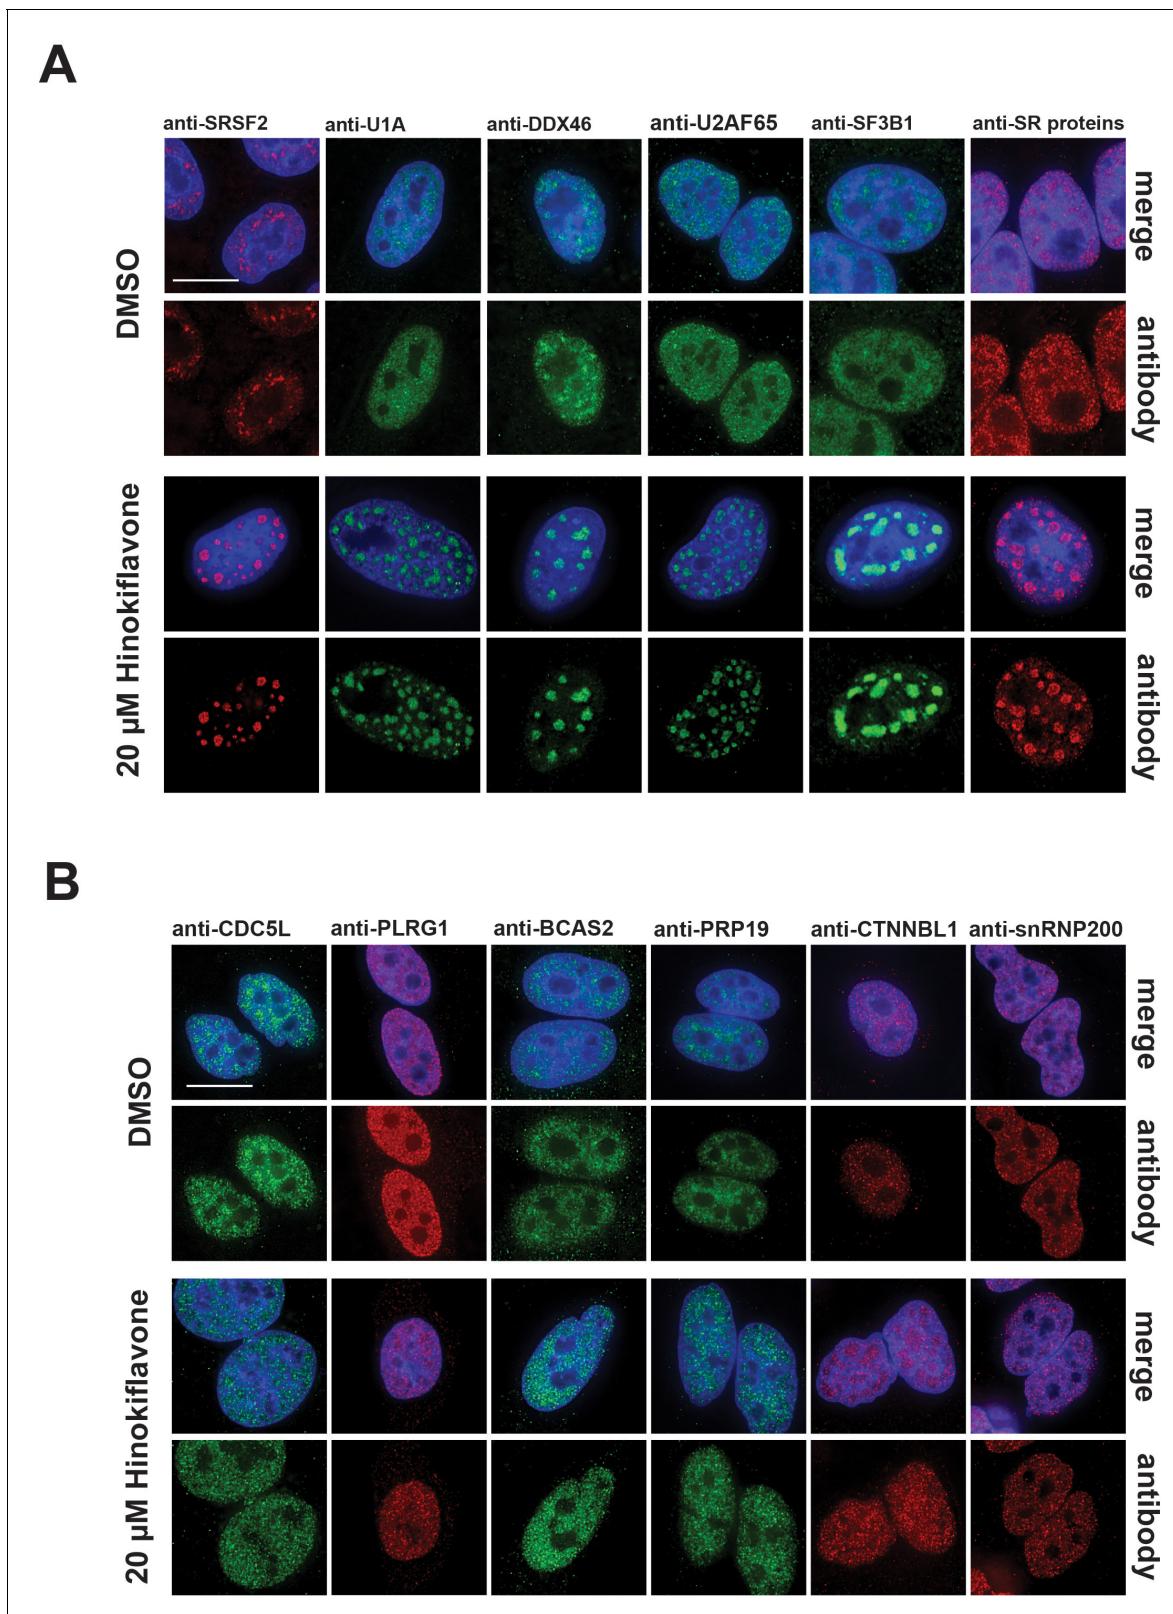 A
anti-SRSF2 anti-U1A anti-DDX46 anti-U2AF65 anti-SF3B1 anti-SR proteins
DMSO
merge
antibody
20 µM Hinokiflavone
merge
antibody
B
anti-CDC5L anti-PLRG1 anti-BCAS2 anti-PRP19 anti-CTNNBL1 anti-snRNP200
DMSO
merge
antibody
20 µM Hinokiflavone
merge
antibody